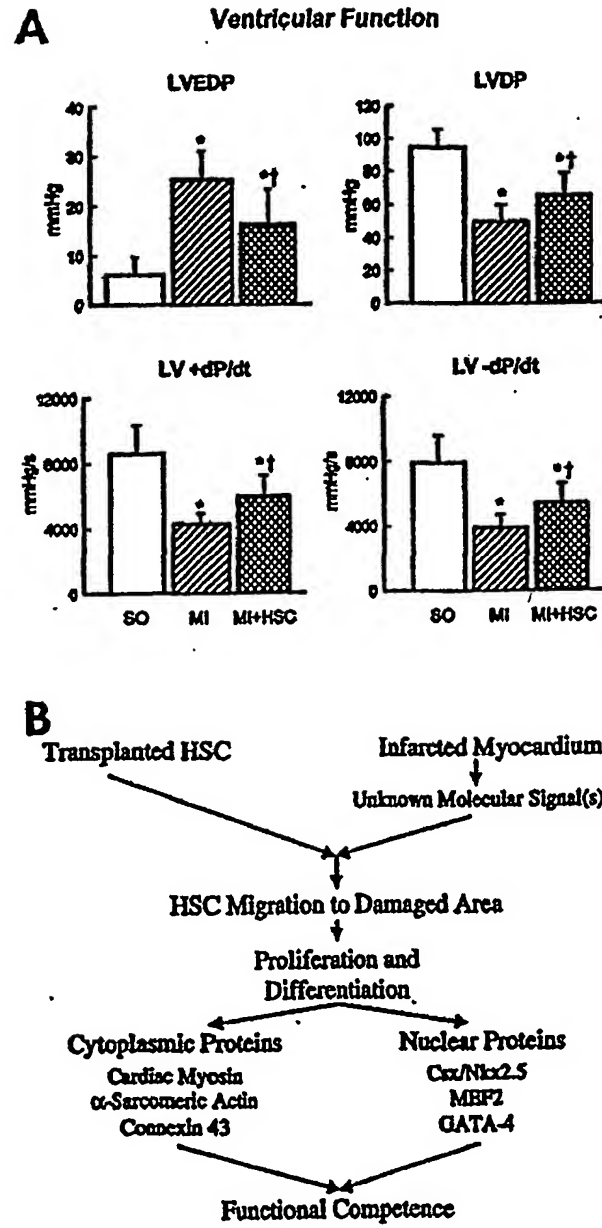 A
Ventricular Function
LVEDP
40
30
20
10
0
mmHg
*
*†
LVDP
120
100
80
60
40
20
0
mmHg
*
*†
LV +dP/dt
12000
8000
4000
0
mmHg/s
*
*†
SO MI MI+HSC
LV -dP/dt
12000
8000
4000
0
mmHg/s
*
*†
SO MI MI+HSC
B
Transplanted HSC
Infarcted Myocardium
Unknown Molecular Signal(s)
HSC Migration to Damaged Area
Proliferation and
Differentiation
Cytoplasmic Proteins
Cardiac Myosin
α-Sarcomeric Actin
Connexin 43
Nuclear Proteins
Csx/Nkx2.5
MEF2
GATA-4
Functional Competence